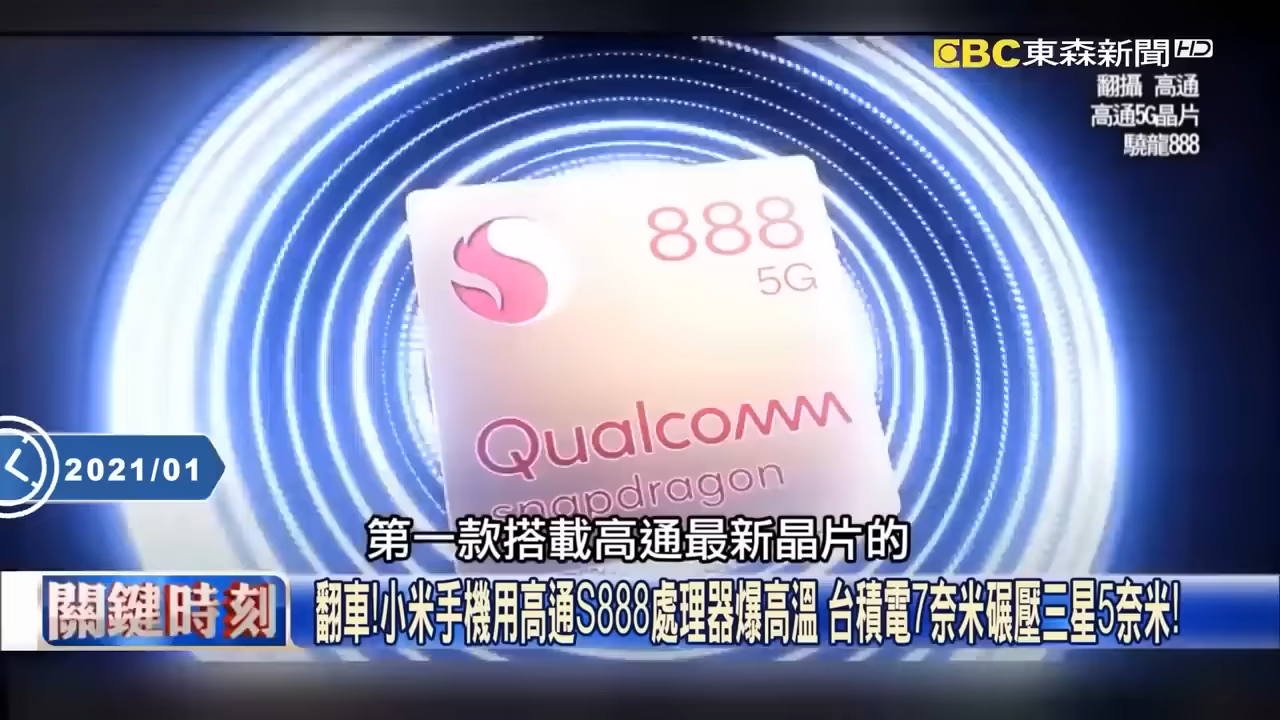 EBC東森新聞HD
翻攝 高通
高通5G晶片
驍龍888
888
5G
Qualcomm
snapdragon
2021/01
第一款搭載高通最新晶片的
關鍵時刻
翻車!小米手機用高通S888處理器爆高溫 台積電7奈米碾壓三星5奈米!